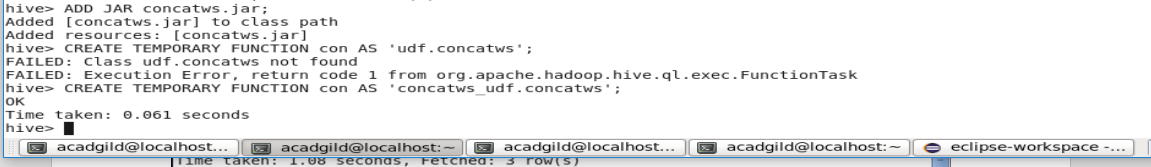 hive> ADD JAR concatws.jar;
Added [concatws.jar] to class path
Added resources: [concatws.jar]
hive> CREATE TEMPORARY FUNCTION con AS 'udf.concatws';
FAILED: Class udf.concatws not found
FAILED: Execution Error, return code 1 from org.apache.hadoop.hive.ql.exec.FunctionTask
hive> CREATE TEMPORARY FUNCTION con AS 'concatws_udf.concatws';
OK
Time taken: 0.061 seconds
hive>
acadgild@localhost... acadgild@localhost:~ acadgild@localhost... acadgild@localhost:~ eclipse-workspace -...
Time taken: 1.08 seconds, Fetched: 3 row(s)